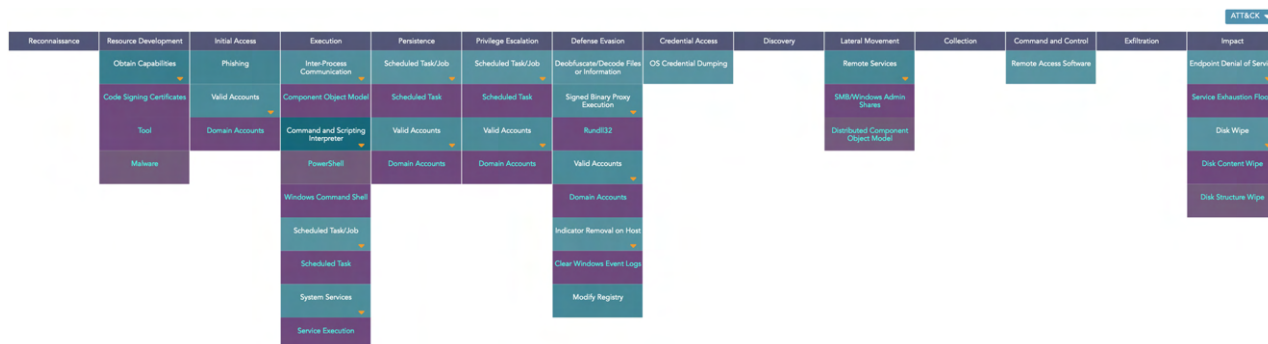 ATT&CK
Reconnaissance
Resource Development
Initial Access
Execution
Persistence
Privilege Escalation
Defense Evasion
Credential Access
Discovery
Lateral Movement
Collection
Command and Control
Exfiltration
Impact
Obtain Capabilities
Code Signing Certificates
Tool
Malware
Phishing
Valid Accounts
Domain Accounts
Inter-Process
Communication
Component Object Model
Command and Scripting
Interpreter
PowerShell
Windows Command Shell
Scheduled Task/Job
Scheduled Task
System Services
Service Execution
Scheduled Task/Job
Scheduled Task
Valid Accounts
Domain Accounts
Scheduled Task/Job
Scheduled Task
Valid Accounts
Domain Accounts
Deobfuscate/Decode Files
or Information
Signed Binary Proxy
Execution
Rundll32
Valid Accounts
Domain Accounts
Indicator Removal on Host
Clear Windows Event Logs
Modify Registry
OS Credential Dumping
Remote Services
SMB/Windows Admin
Shares
Distributed Component
Object Model
Remote Access Software
Endpoint Denial of Servi
Service Exhaustion Floo
Disk Wipe
Disk Content Wipe
Disk Structure Wipe